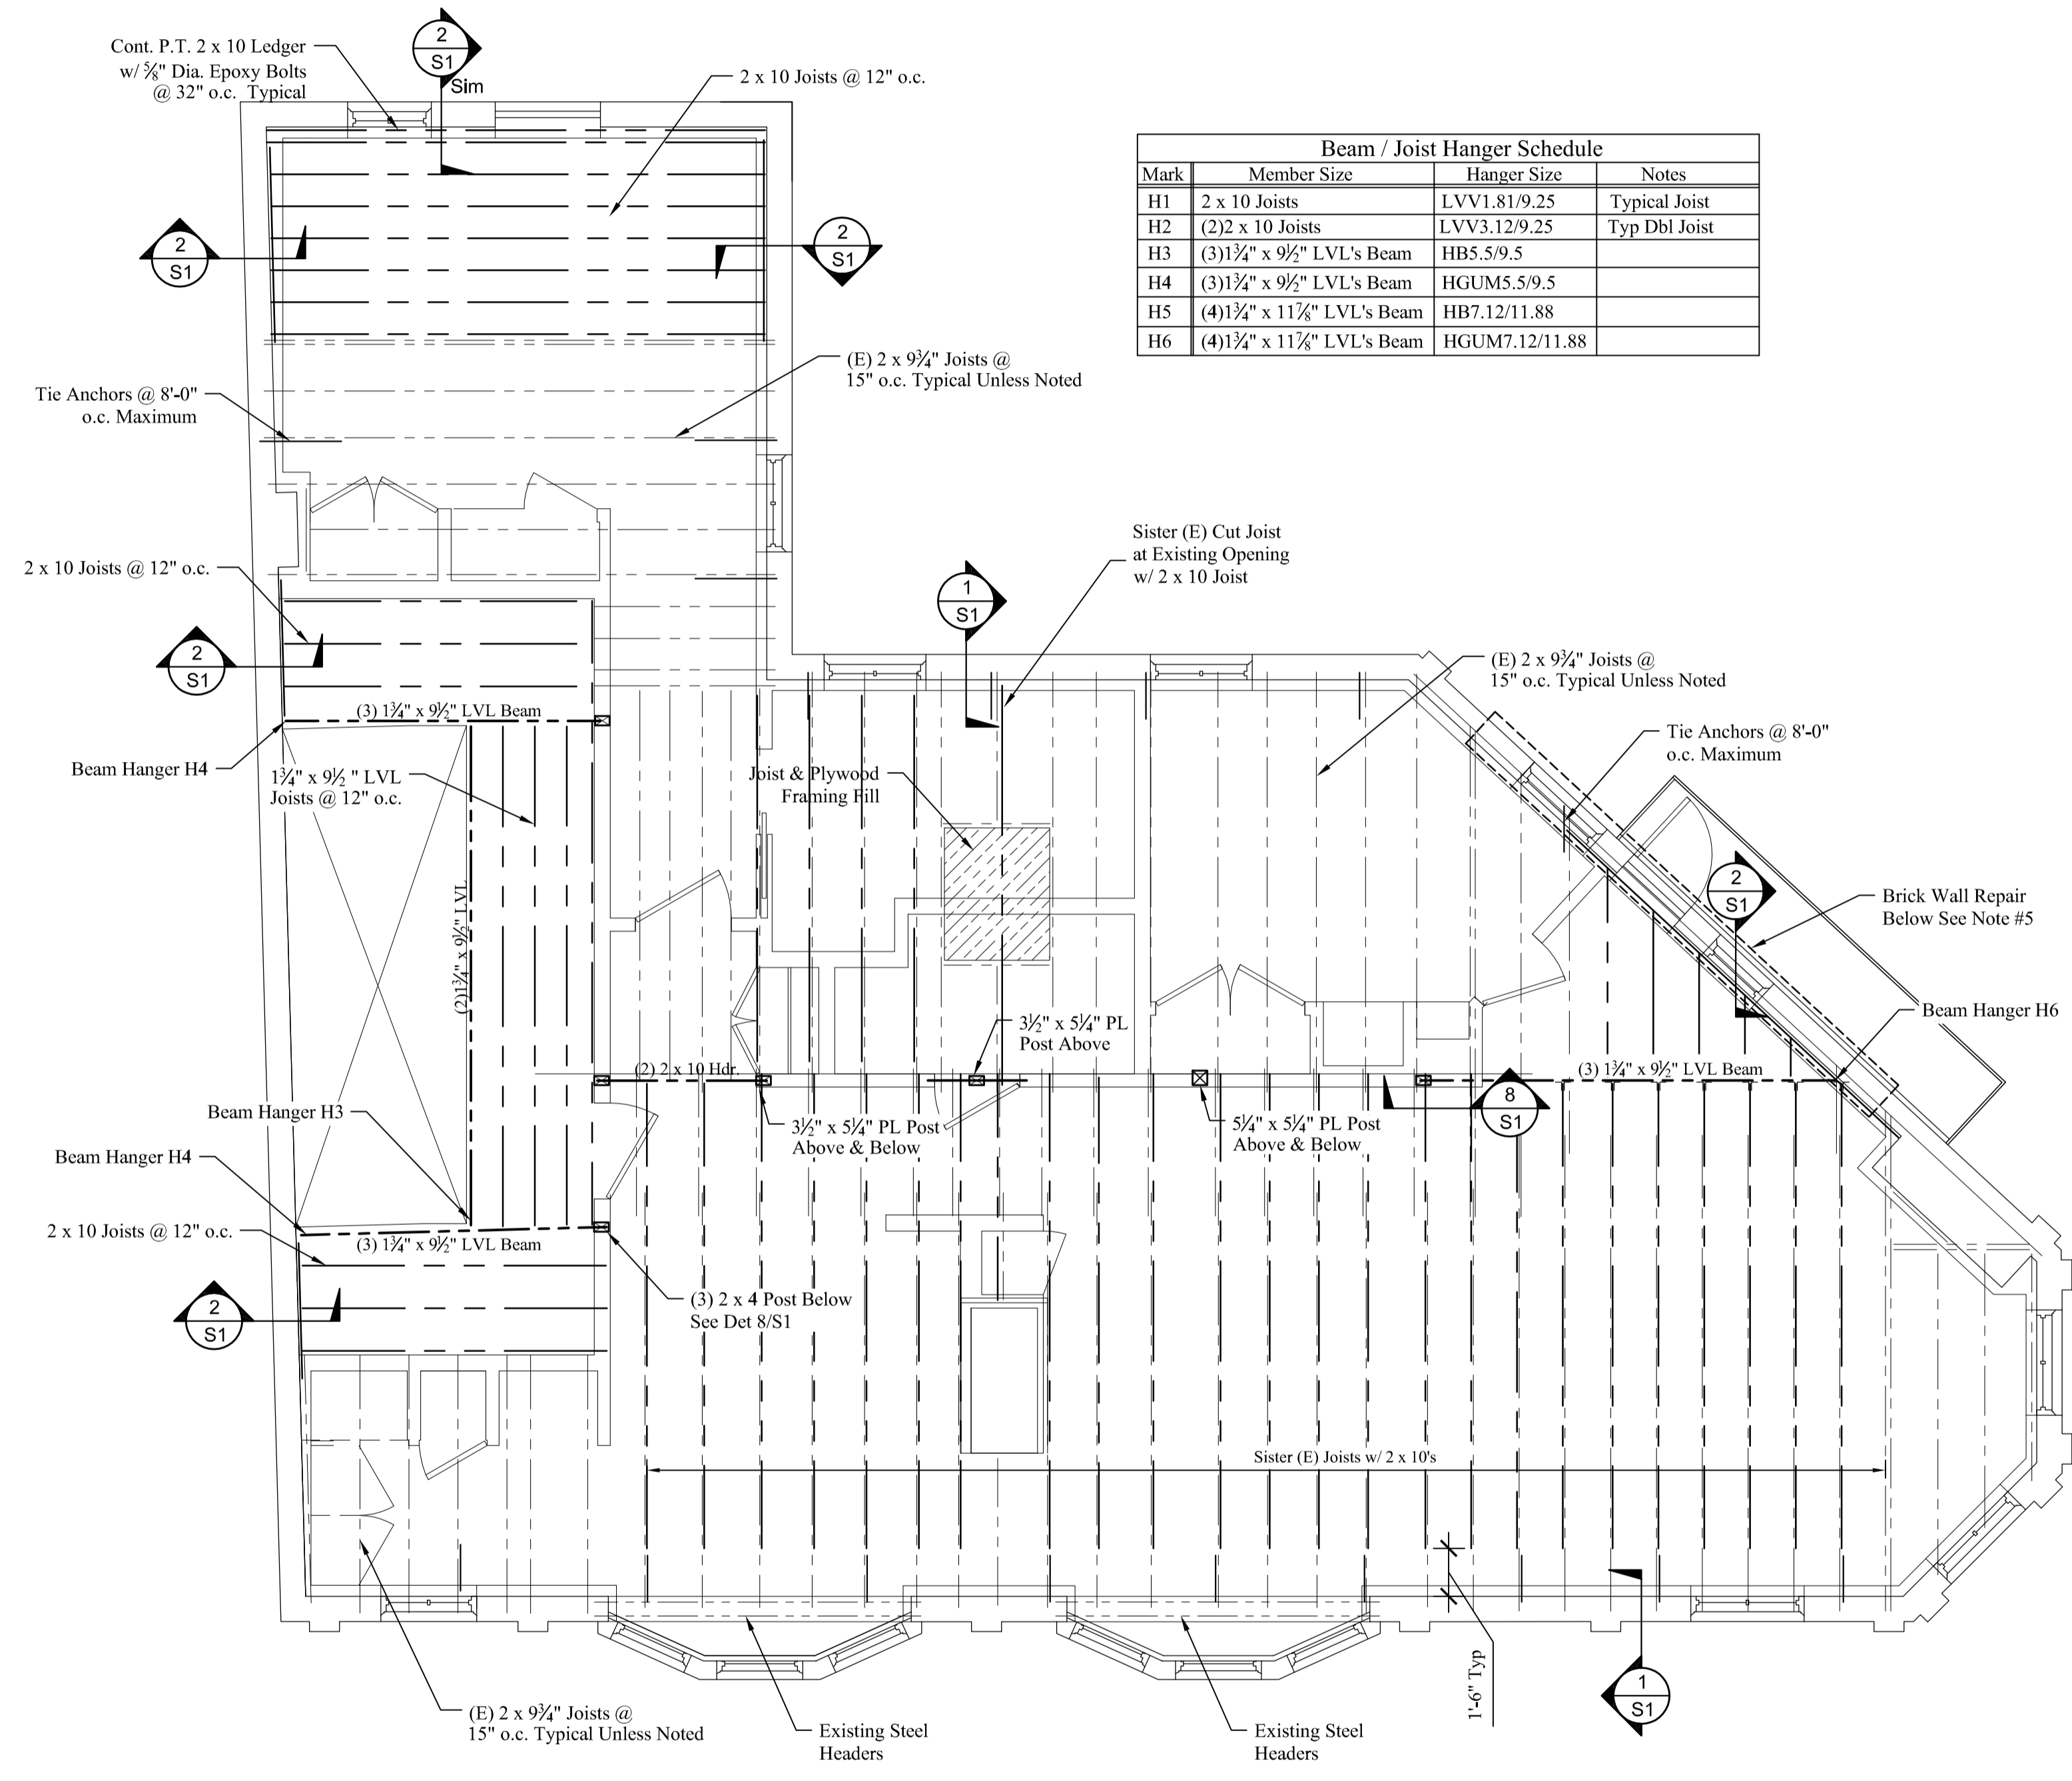 Cont. P.T. 2 x 10 Ledger
w/ ⅝" Dia. Epoxy Bolts
@ 32" o.c. Typical
2
S1
Sim
2 x 10 Joists @ 12" o.c.
Beam / Joist Hanger Schedule
Mark Member Size Hanger Size Notes
H1 2 x 10 Joists LVV1.81/9.25 Typical Joist
H2 (2)2 x 10 Joists LVV3.12/9.25 Typ Dbl Joist
H3 (3)1¾" x 9½" LVL's Beam HB5.5/9.5
H4 (3)1¾" x 9½" LVL's Beam HGUM5.5/9.5
H5 (4)1¾" x 11⅞" LVL's Beam HB7.12/11.88
H6 (4)1¾" x 11⅞" LVL's Beam HGUM7.12/11.88
2
S1
2
S1
(E) 2 x 9¾" Joists @
15" o.c. Typical Unless Noted
Tie Anchors @ 8'-0"
o.c. Maximum
2 x 10 Joists @ 12" o.c.
Sister (E) Cut Joist
at Existing Opening
w/ 2 x 10 Joist
1
S1
2
S1
(E) 2 x 9¾" Joists @
15" o.c. Typical Unless Noted
(3) 1¾" x 9½" LVL Beam
Tie Anchors @ 8'-0"
o.c. Maximum
Beam Hanger H4
1¾" x 9½ " LVL
Joists @ 12" o.c.
Joist & Plywood
Framing Fill
(2)1¾" x 9½" LVL
2
S1
Brick Wall Repair
Below See Note #5
Beam Hanger H6
3½" x 5¼" PL
Post Above
(2) 2 x 10 Hdr.
(3) 1¾" x 9½" LVL Beam
8
S1
Beam Hanger H3
3½" x 5¼" PL Post
Above & Below
5¼" x 5¼" PL Post
Above & Below
Beam Hanger H4
2 x 10 Joists @ 12" o.c.
(3) 1¾" x 9½" LVL Beam
2
S1
(3) 2 x 4 Post Below
See Det 8/S1
Sister (E) Joists w/ 2 x 10's
1'-6" Typ
1
S1
(E) 2 x 9¾" Joists @
15" o.c. Typical Unless Noted
Existing Steel
Headers
Existing Steel
Headers